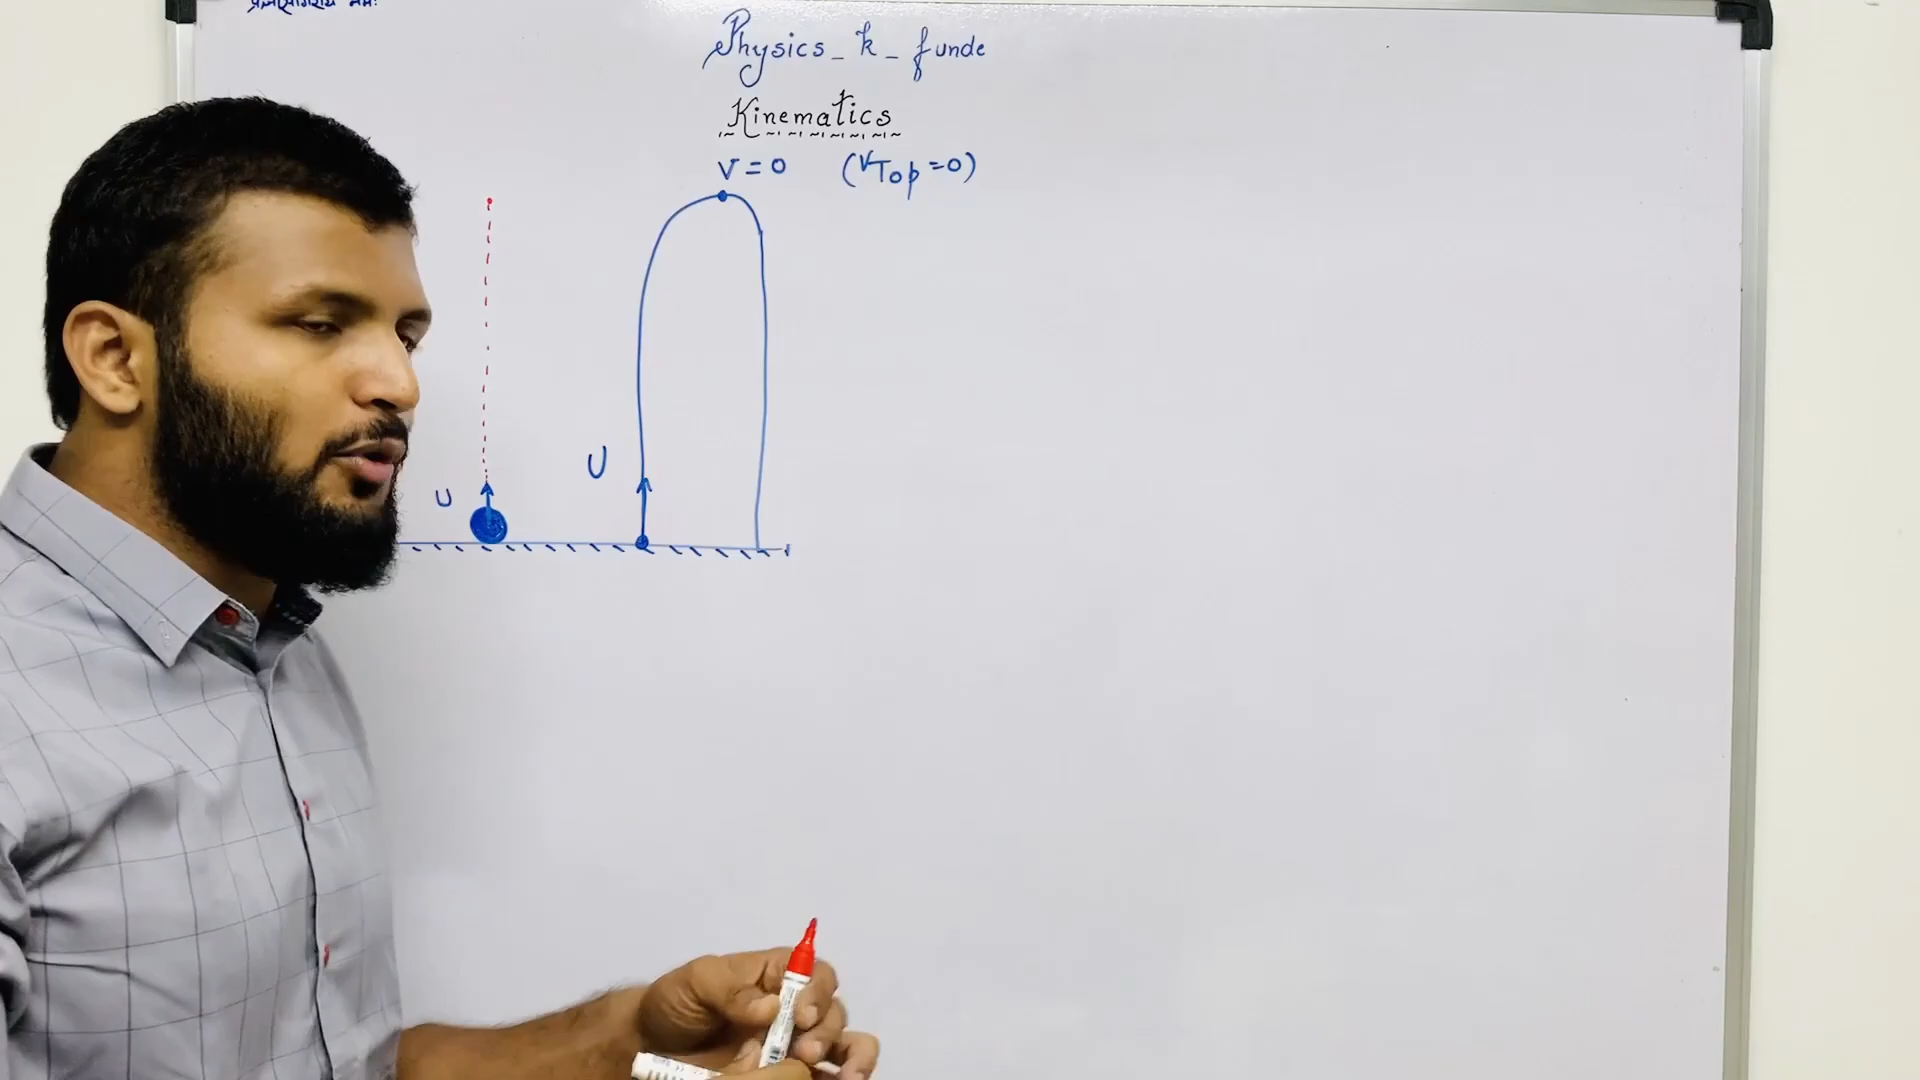 Physics_k_funde
Kinematics
v = 0 (vTop = 0)
U
U